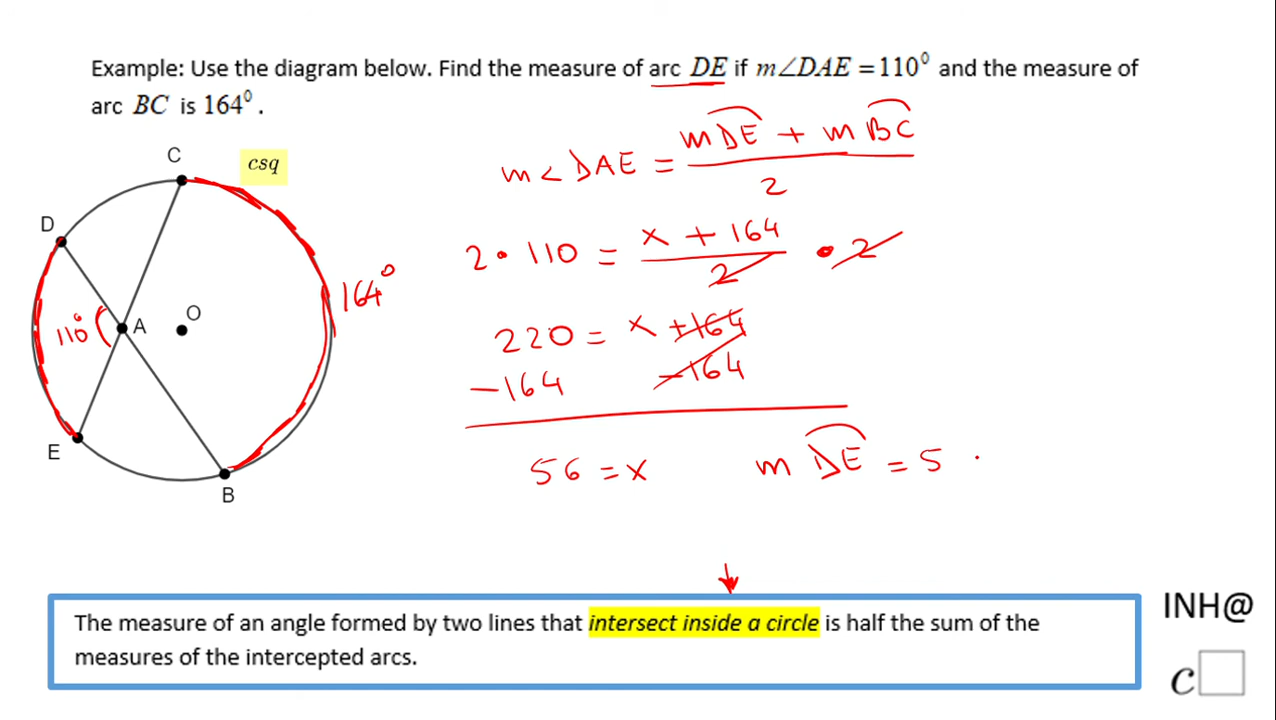 Example: Use the diagram below. Find the measure of arc DE if m∠DAE = 110⁰ and the measure of
arc BC is 164⁰ .
C
csq
D
164°
110°
A
O
E
B
m<DAE = (mDE + mBC) / 2
2 • 110 = (x + 164) / 2 • 2
220 = x +164
-164 -164
56 = x
mDE = 5
The measure of an angle formed by two lines that intersect inside a circle is half the sum of the
measures of the intercepted arcs.
INH@
c